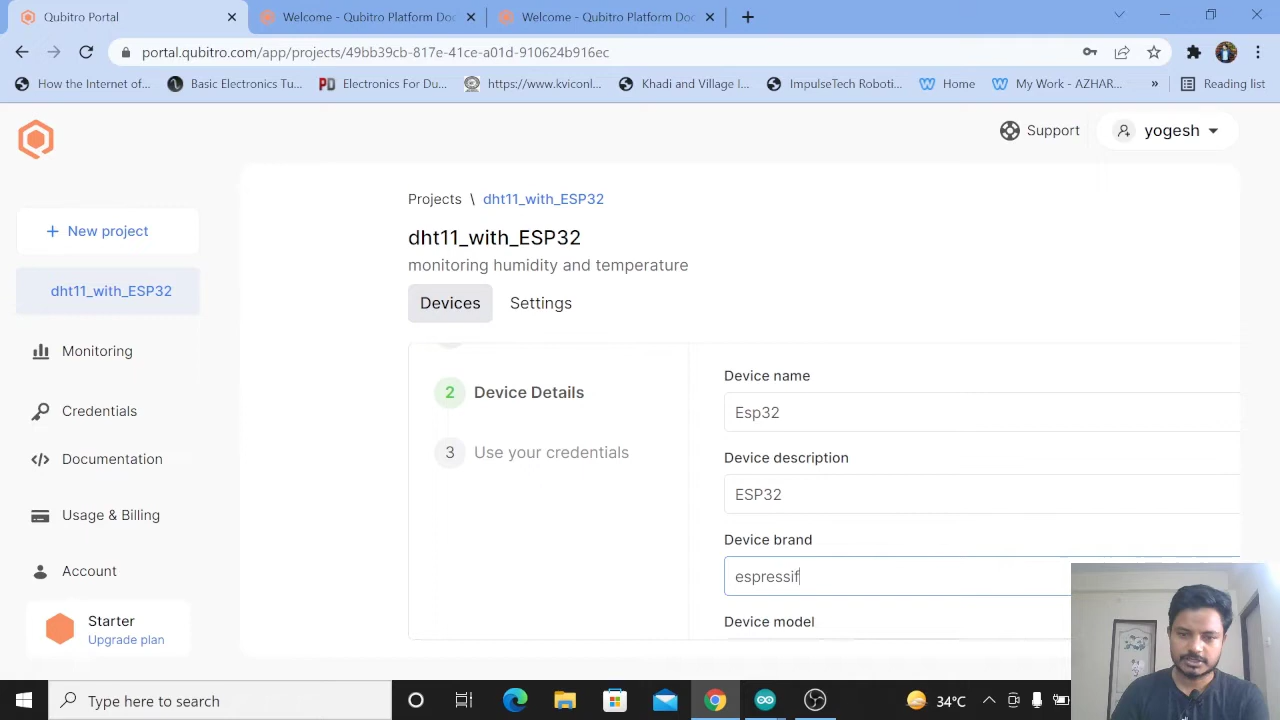 Qubitro Portal
Welcome - Qubitro Platform Doc
Welcome - Qubitro Platform Doc
portal.qubitro.com/app/projects/49bb39cb-817e-41ce-a01d-910624b916ec
How the Internet of...
Basic Electronics Tu...
PD Electronics For Du...
https://www.kviconl...
Khadi and Village I...
ImpulseTech Roboti...
Home
My Work - AZHAR...
»
Reading list
Support
yogesh
Projects \ dht11_with_ESP32
+ New project
dht11_with_ESP32
monitoring humidity and temperature
dht11_with_ESP32
Devices
Settings
Monitoring
Credentials
Documentation
Usage & Billing
Account
Starter
Upgrade plan
2 Device Details
3 Use your credentials
Device name
Esp32
Device description
ESP32
Device brand
espressif
Device model
Type here to search
34°C